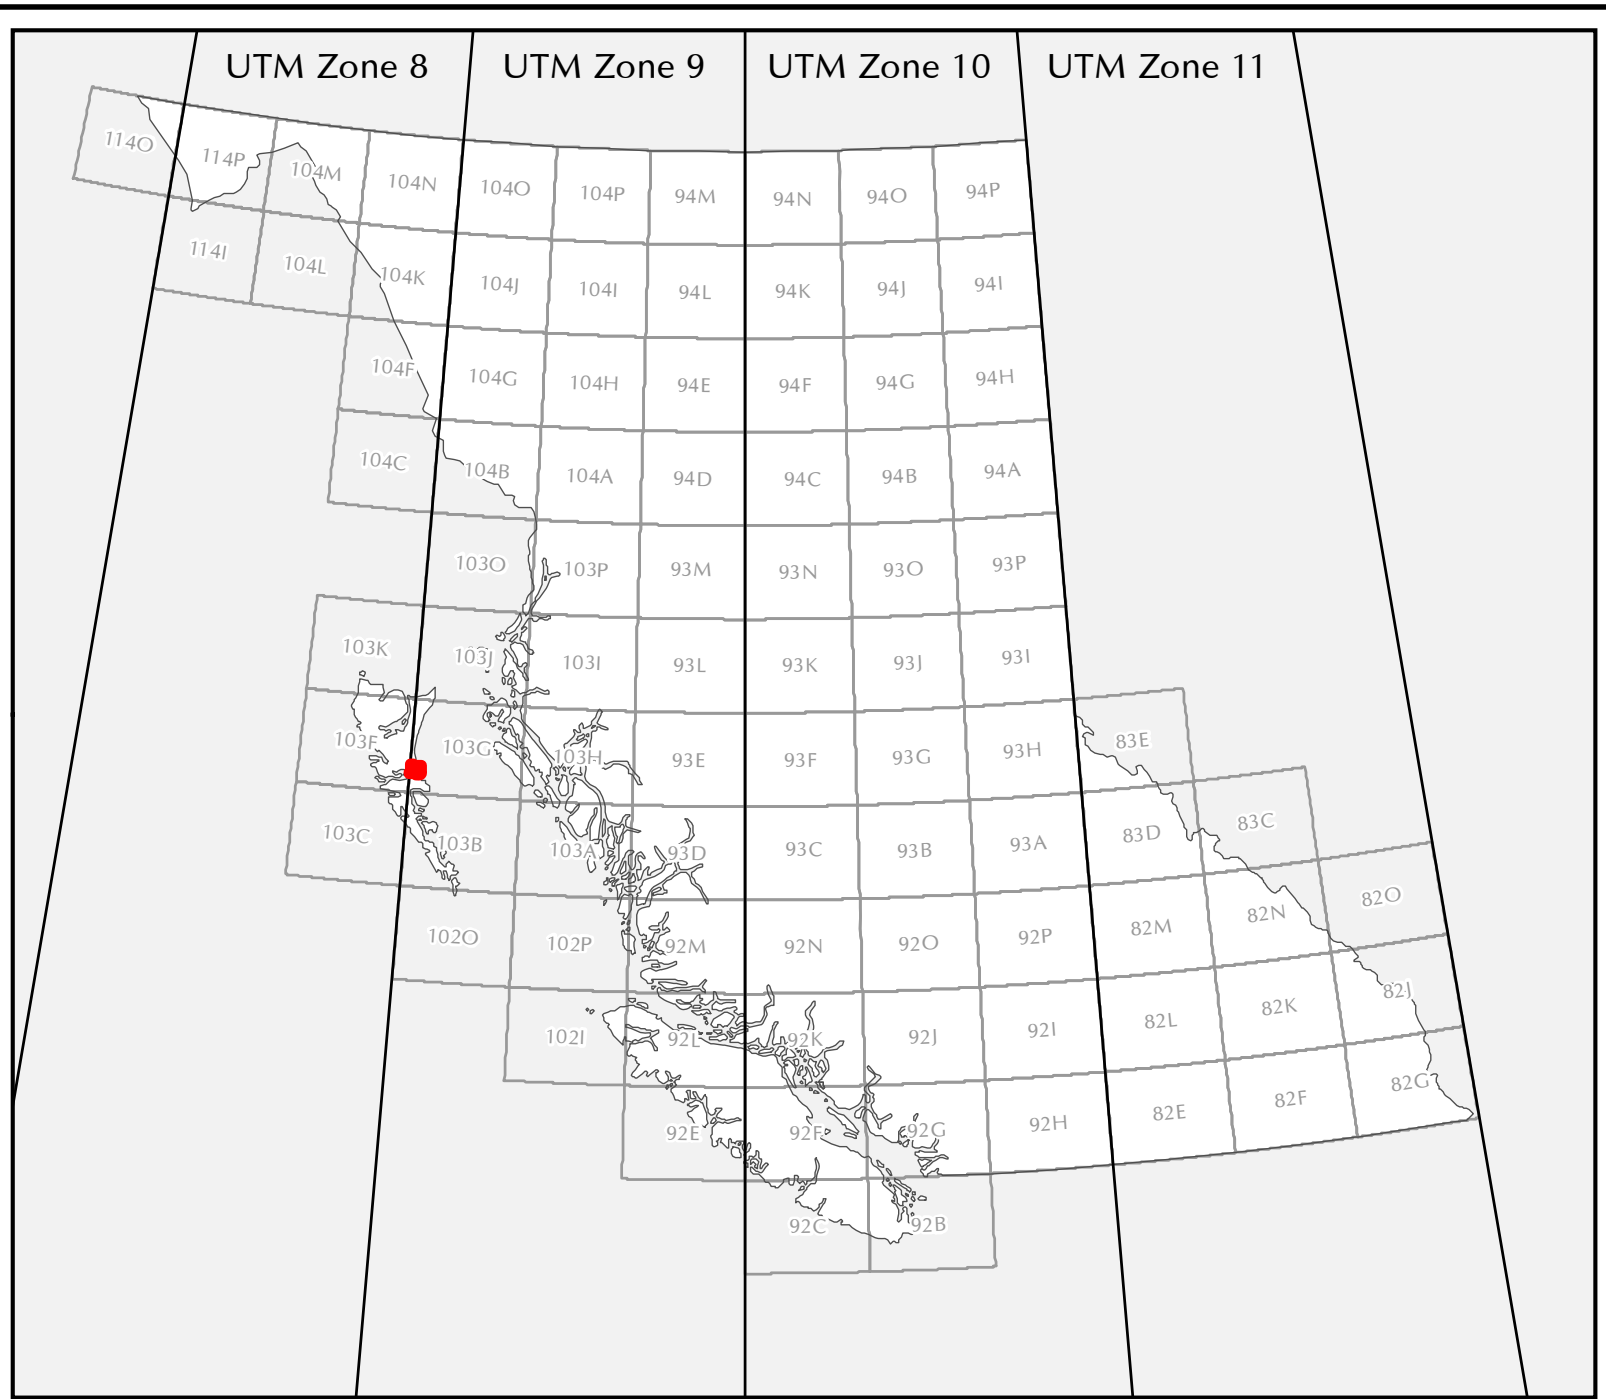 UTM Zone 8 UTM Zone 9 UTM Zone 10 UTM Zone 11
114O 114P 104M 104N 104O 104P 94M 94N 94O 94P
114I 104L 104K 104J 104I 94L 94K 94J 94I
104F 104G 104H 94E 94F 94G 94H
104C 104B 104A 94D 94C 94B 94A
103O 103P 93M 93N 93O 93P
103K 103J 103I 93L 93K 93J 93I
103F 103G 103H 93E 93F 93G 93H 83E
103C 103B 103A 93D 93C 93B 93A 83D 83C
102O 102P 92M 92N 92O 92P 82M 82N 82O
102I 92L 92K 92J 92I 82L 82K 82J
92E 92F 92G 92H 82E 82F 82G
92C 92B